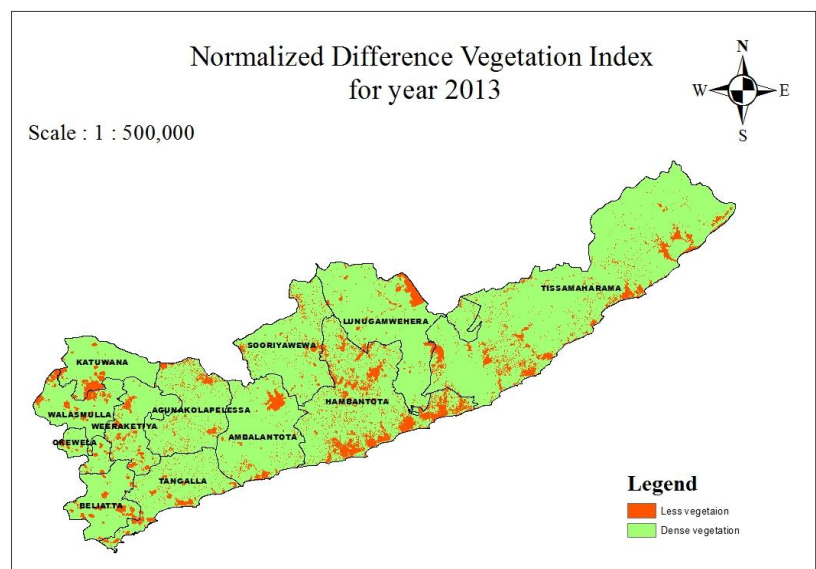 Normalized Difference Vegetation Index
for year 2013
N
W E
S
Scale : 1 : 500,000
TISSAMAHARAMA
LUNUGAMWEHERA
SOORIYAWEWA
KATUWANA
HAMBANTOTA
AGUNAKOLAPELESSA
WALASMULLA
WEERAKETIYA
AMBALANTOTA
OKEWELA
TANGALLA
BELIATTA
Legend
Less vegetaion
Dense vegetation